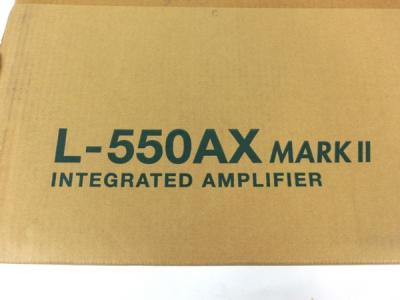 L-550AX MARK II
INTEGRATED AMPLIFIER